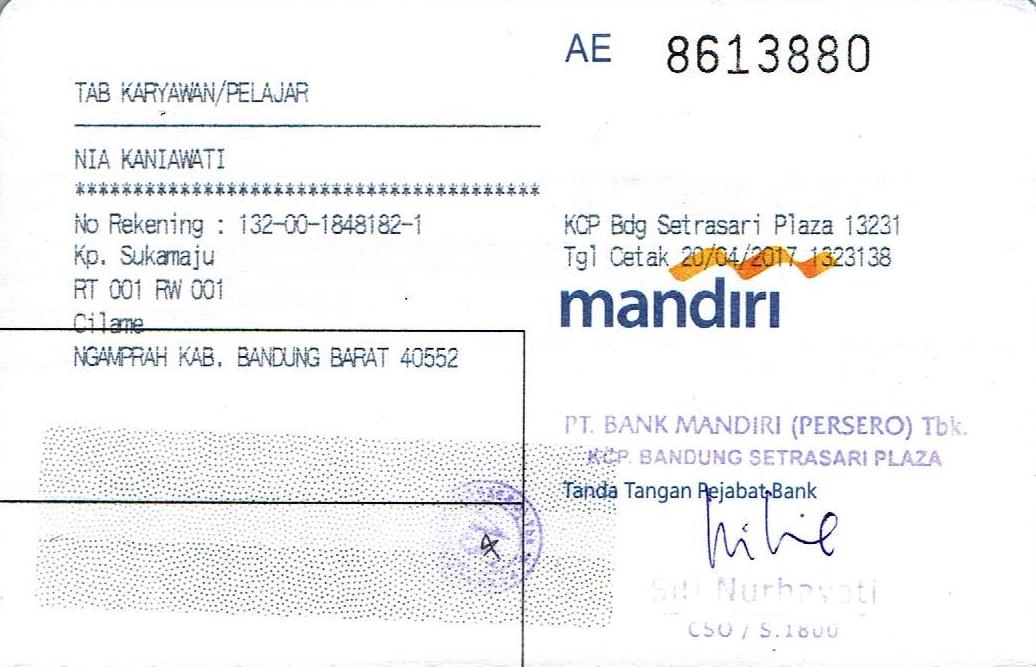 AE 8613880
TAB KARYAWAN/PELAJAR
NIA KANIAWATI
****************************************
No Rekening : 132-00-1848182-1
Kp. Sukamaju
RT 001 RW 001
Cilame
NGAMPRAH KAB. BANDUNG BARAT 40552
KCP Bdg Setrasari Plaza 13231
Tgl Cetak 20/04/2017 1323138
mandiri
PT. BANK MANDIRI (PERSERO) Tbk.
KCP. BANDUNG SETRASARI PLAZA
Tanda Tangan Pejabat Bank
Siti Nurhayati
CSO / S.1800